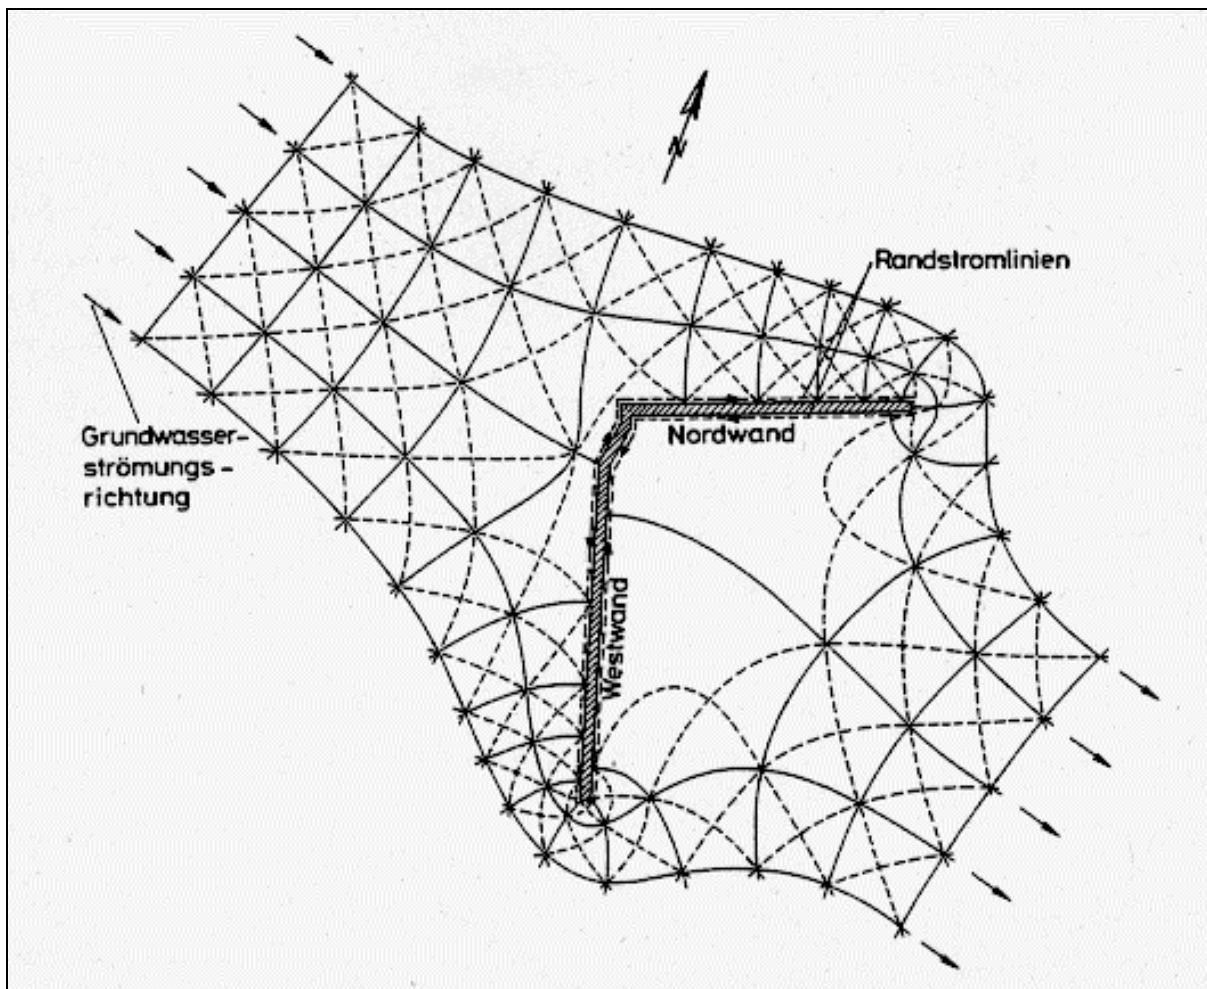 N
Randstromlinien
Nordwand
Grundwasser-
strömungs-
richtung
Westwand